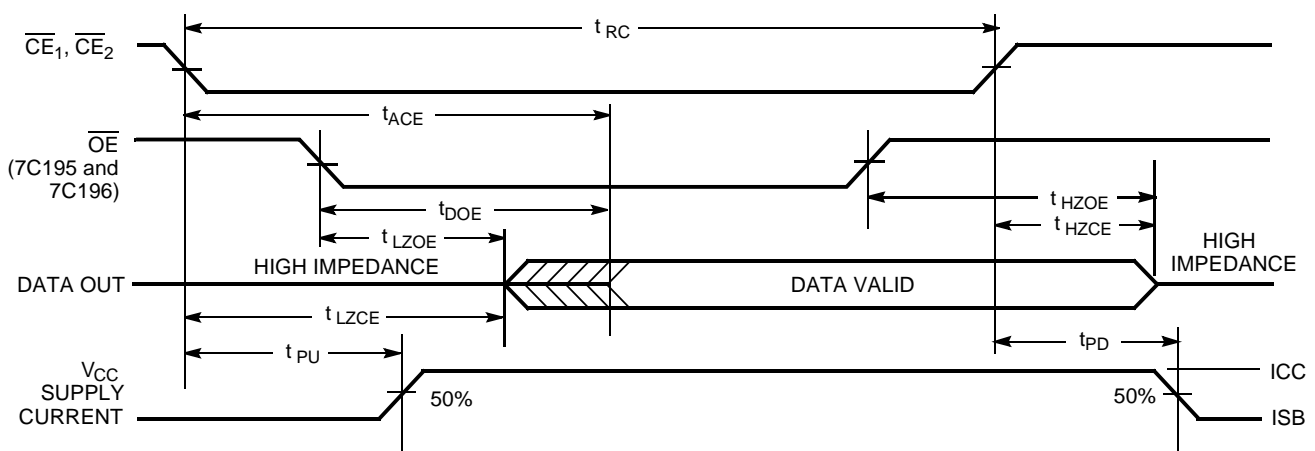 t RC
CE1, CE2
tACE
OE
(7C195 and
7C196)
tDOE
t HZOE
t LZOE
t HZCE
HIGH IMPEDANCE
HIGH
IMPEDANCE
DATA OUT
DATA VALID
t LZCE
t PU
tPD
VCC
SUPPLY
CURRENT
50%
50%
ICC
ISB